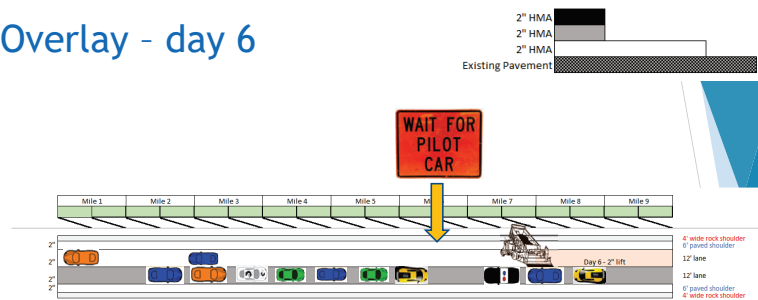 Overlay – day 6
2" HMA
2" HMA
2" HMA
Existing Pavement
WAIT FOR
PILOT
CAR
Mile 1 Mile 2 Mile 3 Mile 4 Mile 5 Mile 7 Mile 8 Mile 9
4' wide rock shoulder
6' paved shoulder
2"
12' lane
2"
Day 6 - 2" lift
2"
12' lane
2"
6' paved shoulder
4' wide rock shoulder